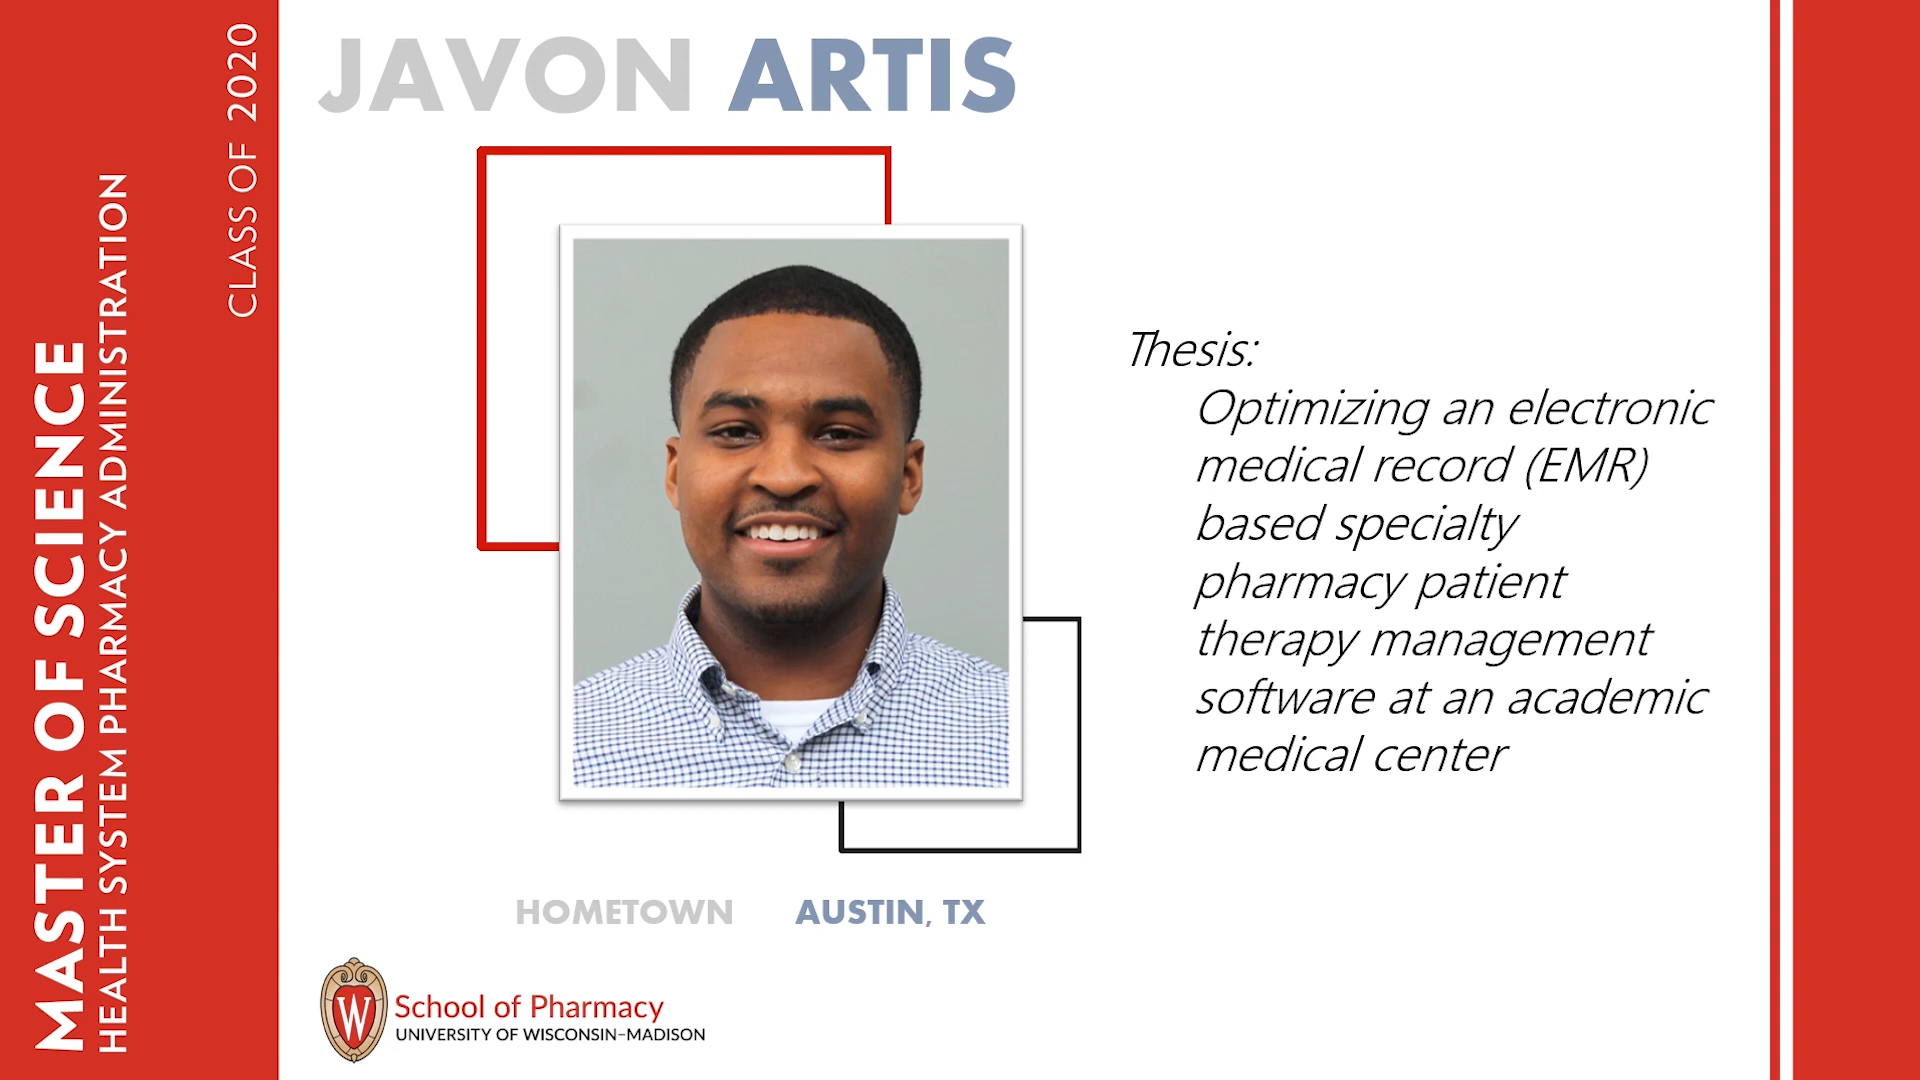 MASTER OF SCIENCE
HEALTH SYSTEM PHARMACY ADMINISTRATION
CLASS OF 2020
JAVON ARTIS
Thesis:
Optimizing an electronic
medical record (EMR)
based specialty
pharmacy patient
therapy management
software at an academic
medical center
HOMETOWN AUSTIN, TX
W
School of Pharmacy
UNIVERSITY OF WISCONSIN–MADISON